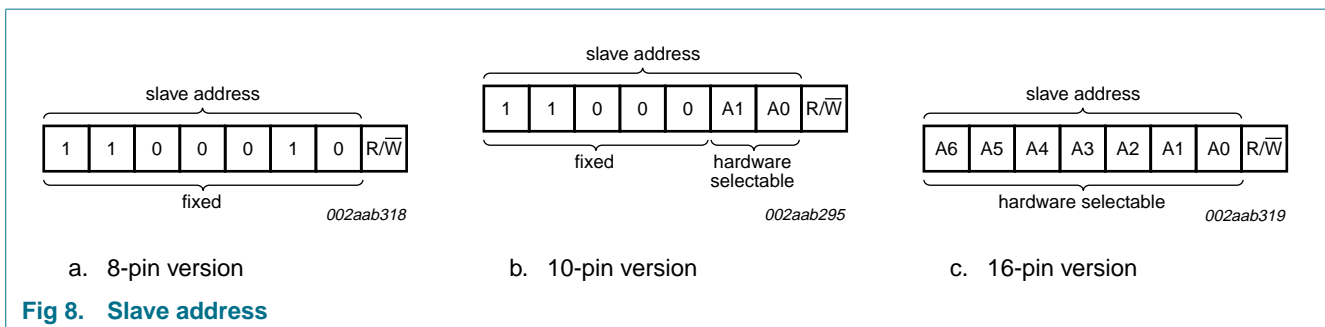 slave address
1 1 0 0 0 1 0 R/W̅
fixed
002aab318
a. 8-pin version
slave address
1 1 0 0 0 A1 A0 R/W̅
fixed
hardware
selectable
002aab295
b. 10-pin version
slave address
A6 A5 A4 A3 A2 A1 A0 R/W̅
hardware selectable
002aab319
c. 16-pin version
Fig 8. Slave address